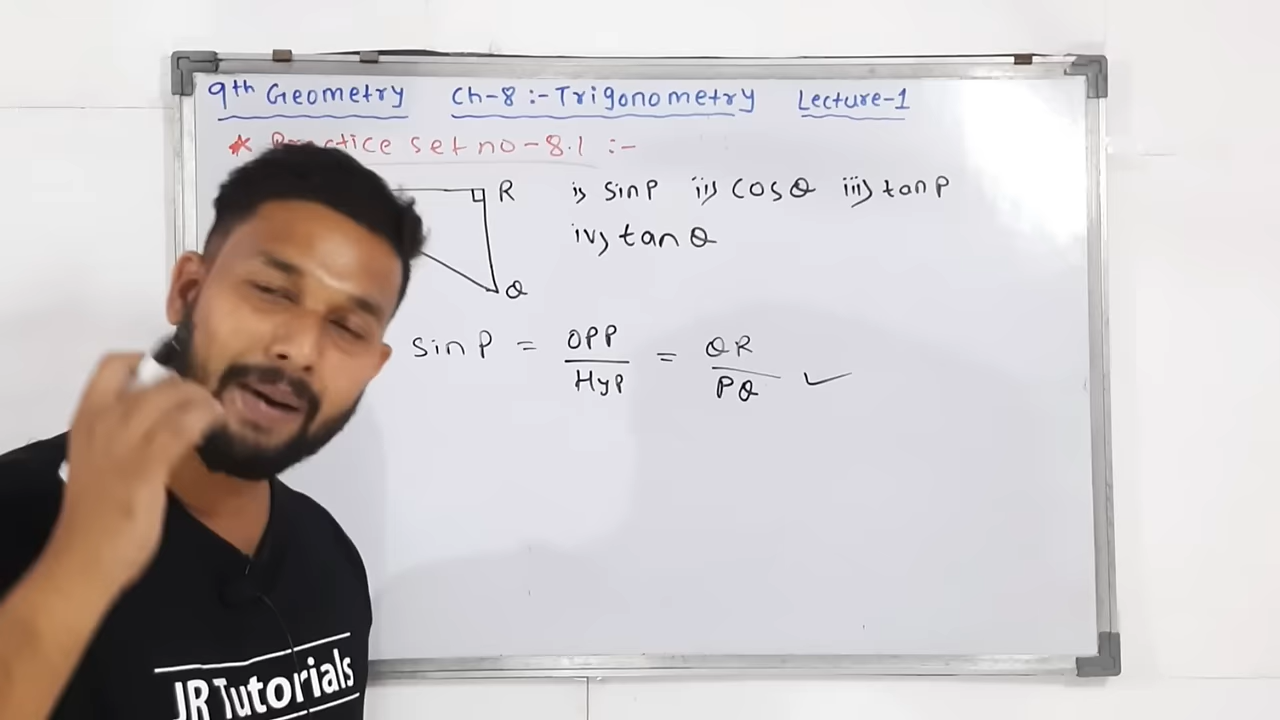 9th Geometry Ch-8 :- Trigonometry Lecture-1
* Practice set no - 8.1 :-
R
Q
i) sin P ii) cos Q iii) tan P
iv) tan Q
sin P = OPP / Hyp = QR / PQ ✓
JR Tutorials